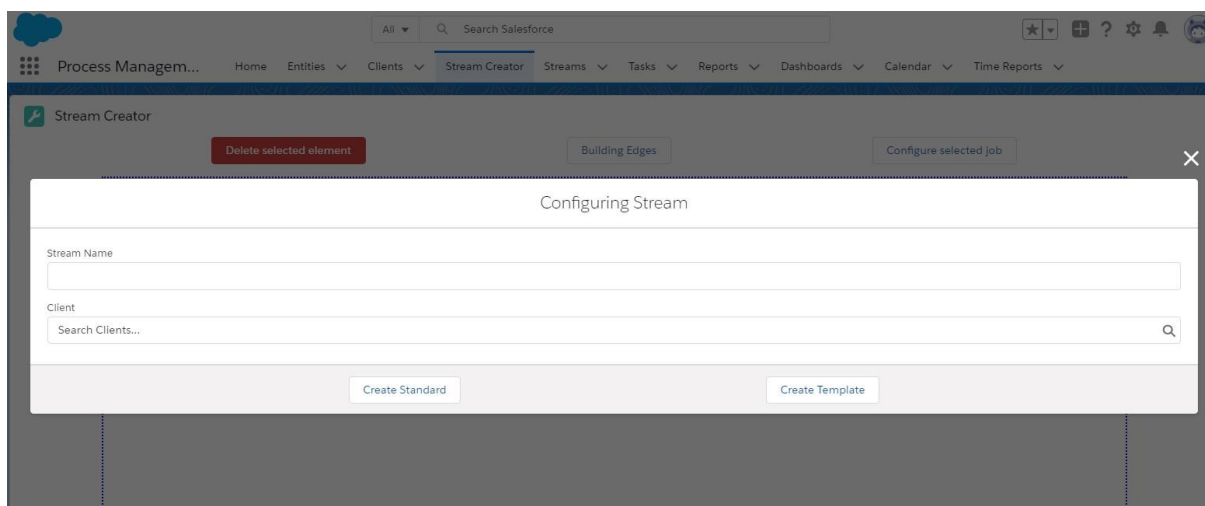 All Search Salesforce
Process Managem... Home Entities Clients Stream Creator Streams Tasks Reports Dashboards Calendar Time Reports
Stream Creator
Delete selected element Building Edges Configure selected job
Configuring Stream
Stream Name
Client
Search Clients...
Create Standard Create Template